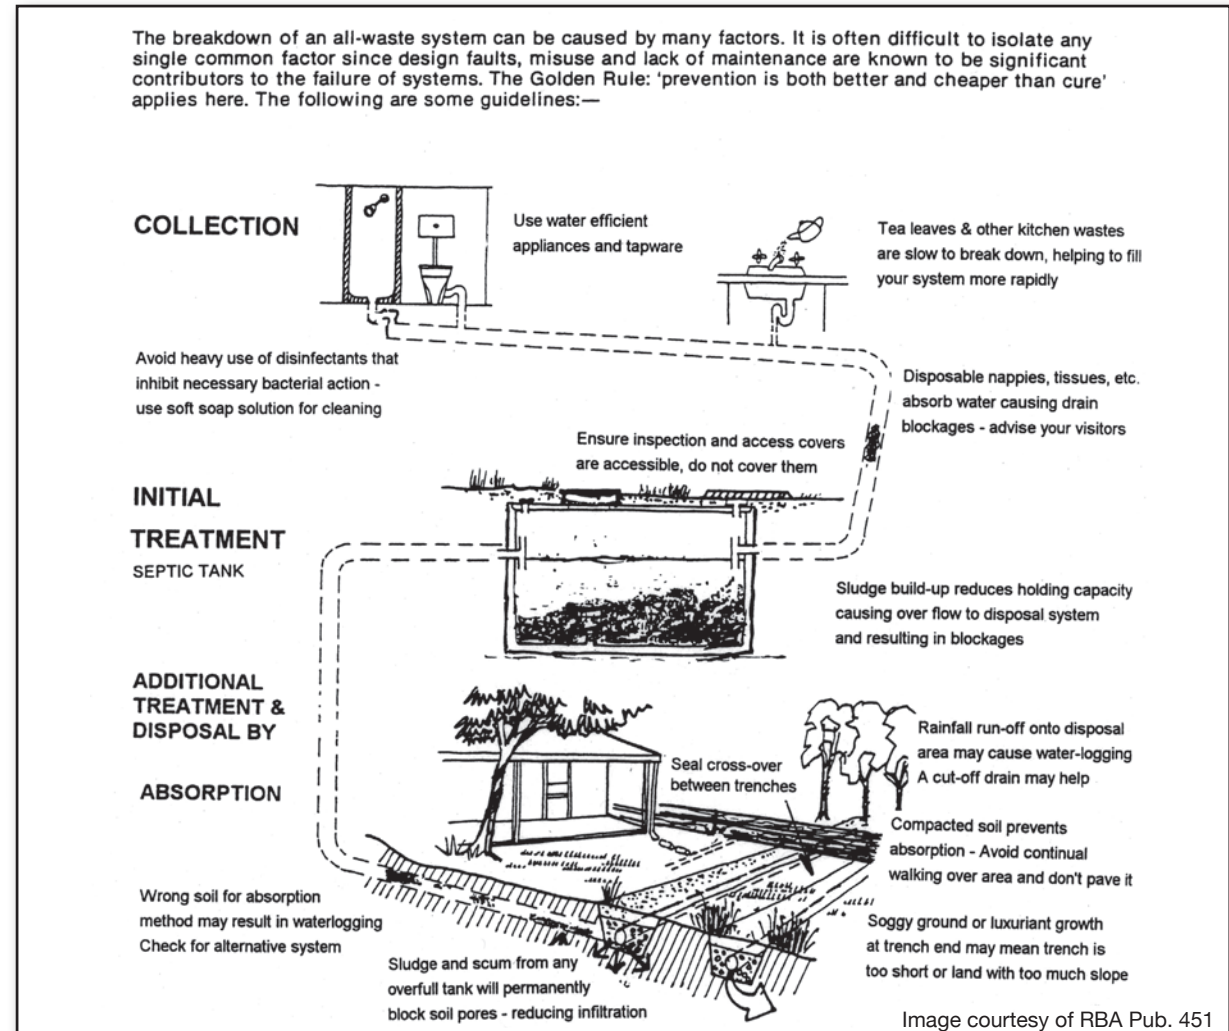 The breakdown of an all-waste system can be caused by many factors. It is often difficult to isolate any
single common factor since design faults, misuse and lack of maintenance are known to be significant
contributors to the failure of systems. The Golden Rule: 'prevention is both better and cheaper than cure'
applies here. The following are some guidelines:—
COLLECTION
Use water efficient
appliances and tapware
Tea leaves & other kitchen wastes
are slow to break down, helping to fill
your system more rapidly
Avoid heavy use of disinfectants that
inhibit necessary bacterial action -
use soft soap solution for cleaning
Disposable nappies, tissues, etc.
absorb water causing drain
blockages - advise your visitors
Ensure inspection and access covers
are accessible, do not cover them
INITIAL
TREATMENT
SEPTIC TANK
Sludge build-up reduces holding capacity
causing over flow to disposal system
and resulting in blockages
ADDITIONAL
TREATMENT &
DISPOSAL BY
ABSORPTION
Seal cross-over
between trenches
Rainfall run-off onto disposal
area may cause water-logging
A cut-off drain may help
Compacted soil prevents
absorption - Avoid continual
walking over area and don't pave it
Wrong soil for absorption
method may result in waterlogging
Check for alternative system
Sludge and scum from any
overfull tank will permanently
block soil pores - reducing infiltration
Soggy ground or luxuriant growth
at trench end may mean trench is
too short or land with too much slope
Image courtesy of RBA Pub. 451